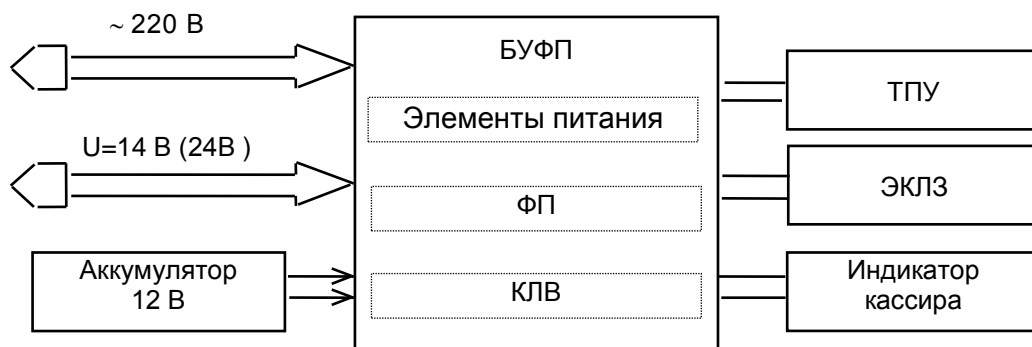 ~ 220 В
БУФП
ТПУ
Элементы питания
U=14 В (24В )
ЭКЛЗ
ФП
Аккумулятор
12 В
КЛВ
Индикатор
кассира